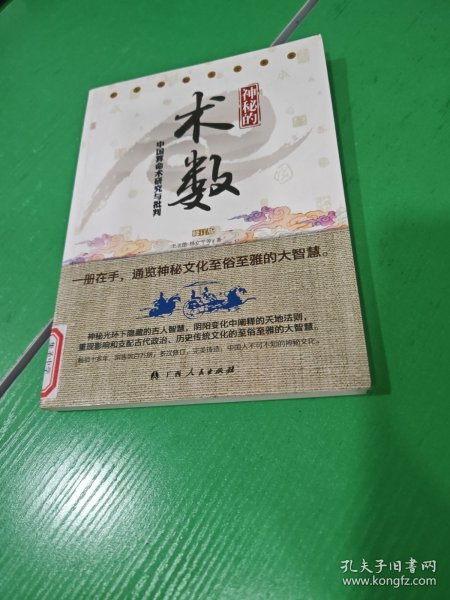 神秘的
术数
中国算命术研究与批判
修订版
一册在手，通览神秘文化至俗至雅的大智慧。
神秘光环下隐藏的古人智慧，阴阳变化中阐释的天地法则，
重现影响和支配古代政治、历史传统文化的至俗至雅的大智慧。
广西人民出版社
孔夫子旧书网
www.kongfz.com